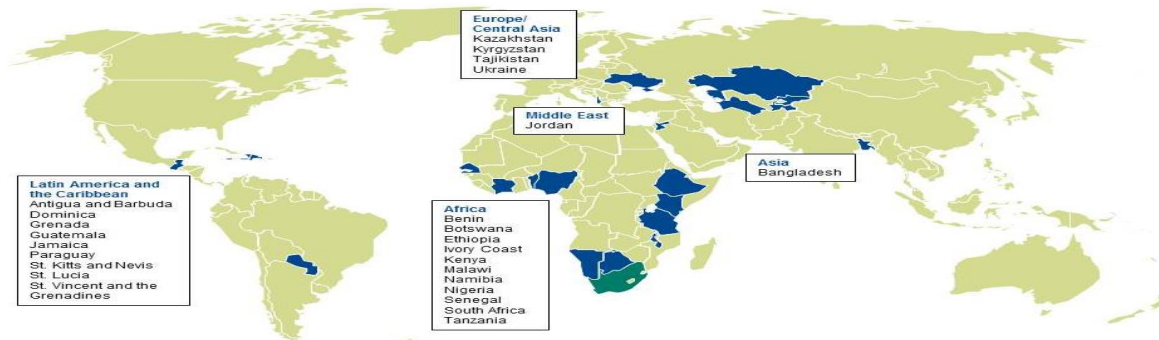 Europe/
Central Asia
Kazakhstan
Kyrgyzstan
Tajikistan
Ukraine
Middle East
Jordan
Asia
Bangladesh
Latin America and
the Caribbean
Antigua and Barbuda
Dominica
Grenada
Guatemala
Jamaica
Paraguay
St. Kitts and Nevis
St. Lucia
St. Vincent and the
Grenadines
Africa
Benin
Botswana
Ethiopia
Ivory Coast
Kenya
Malawi
Namibia
Nigeria
Senegal
South Africa
Tanzania